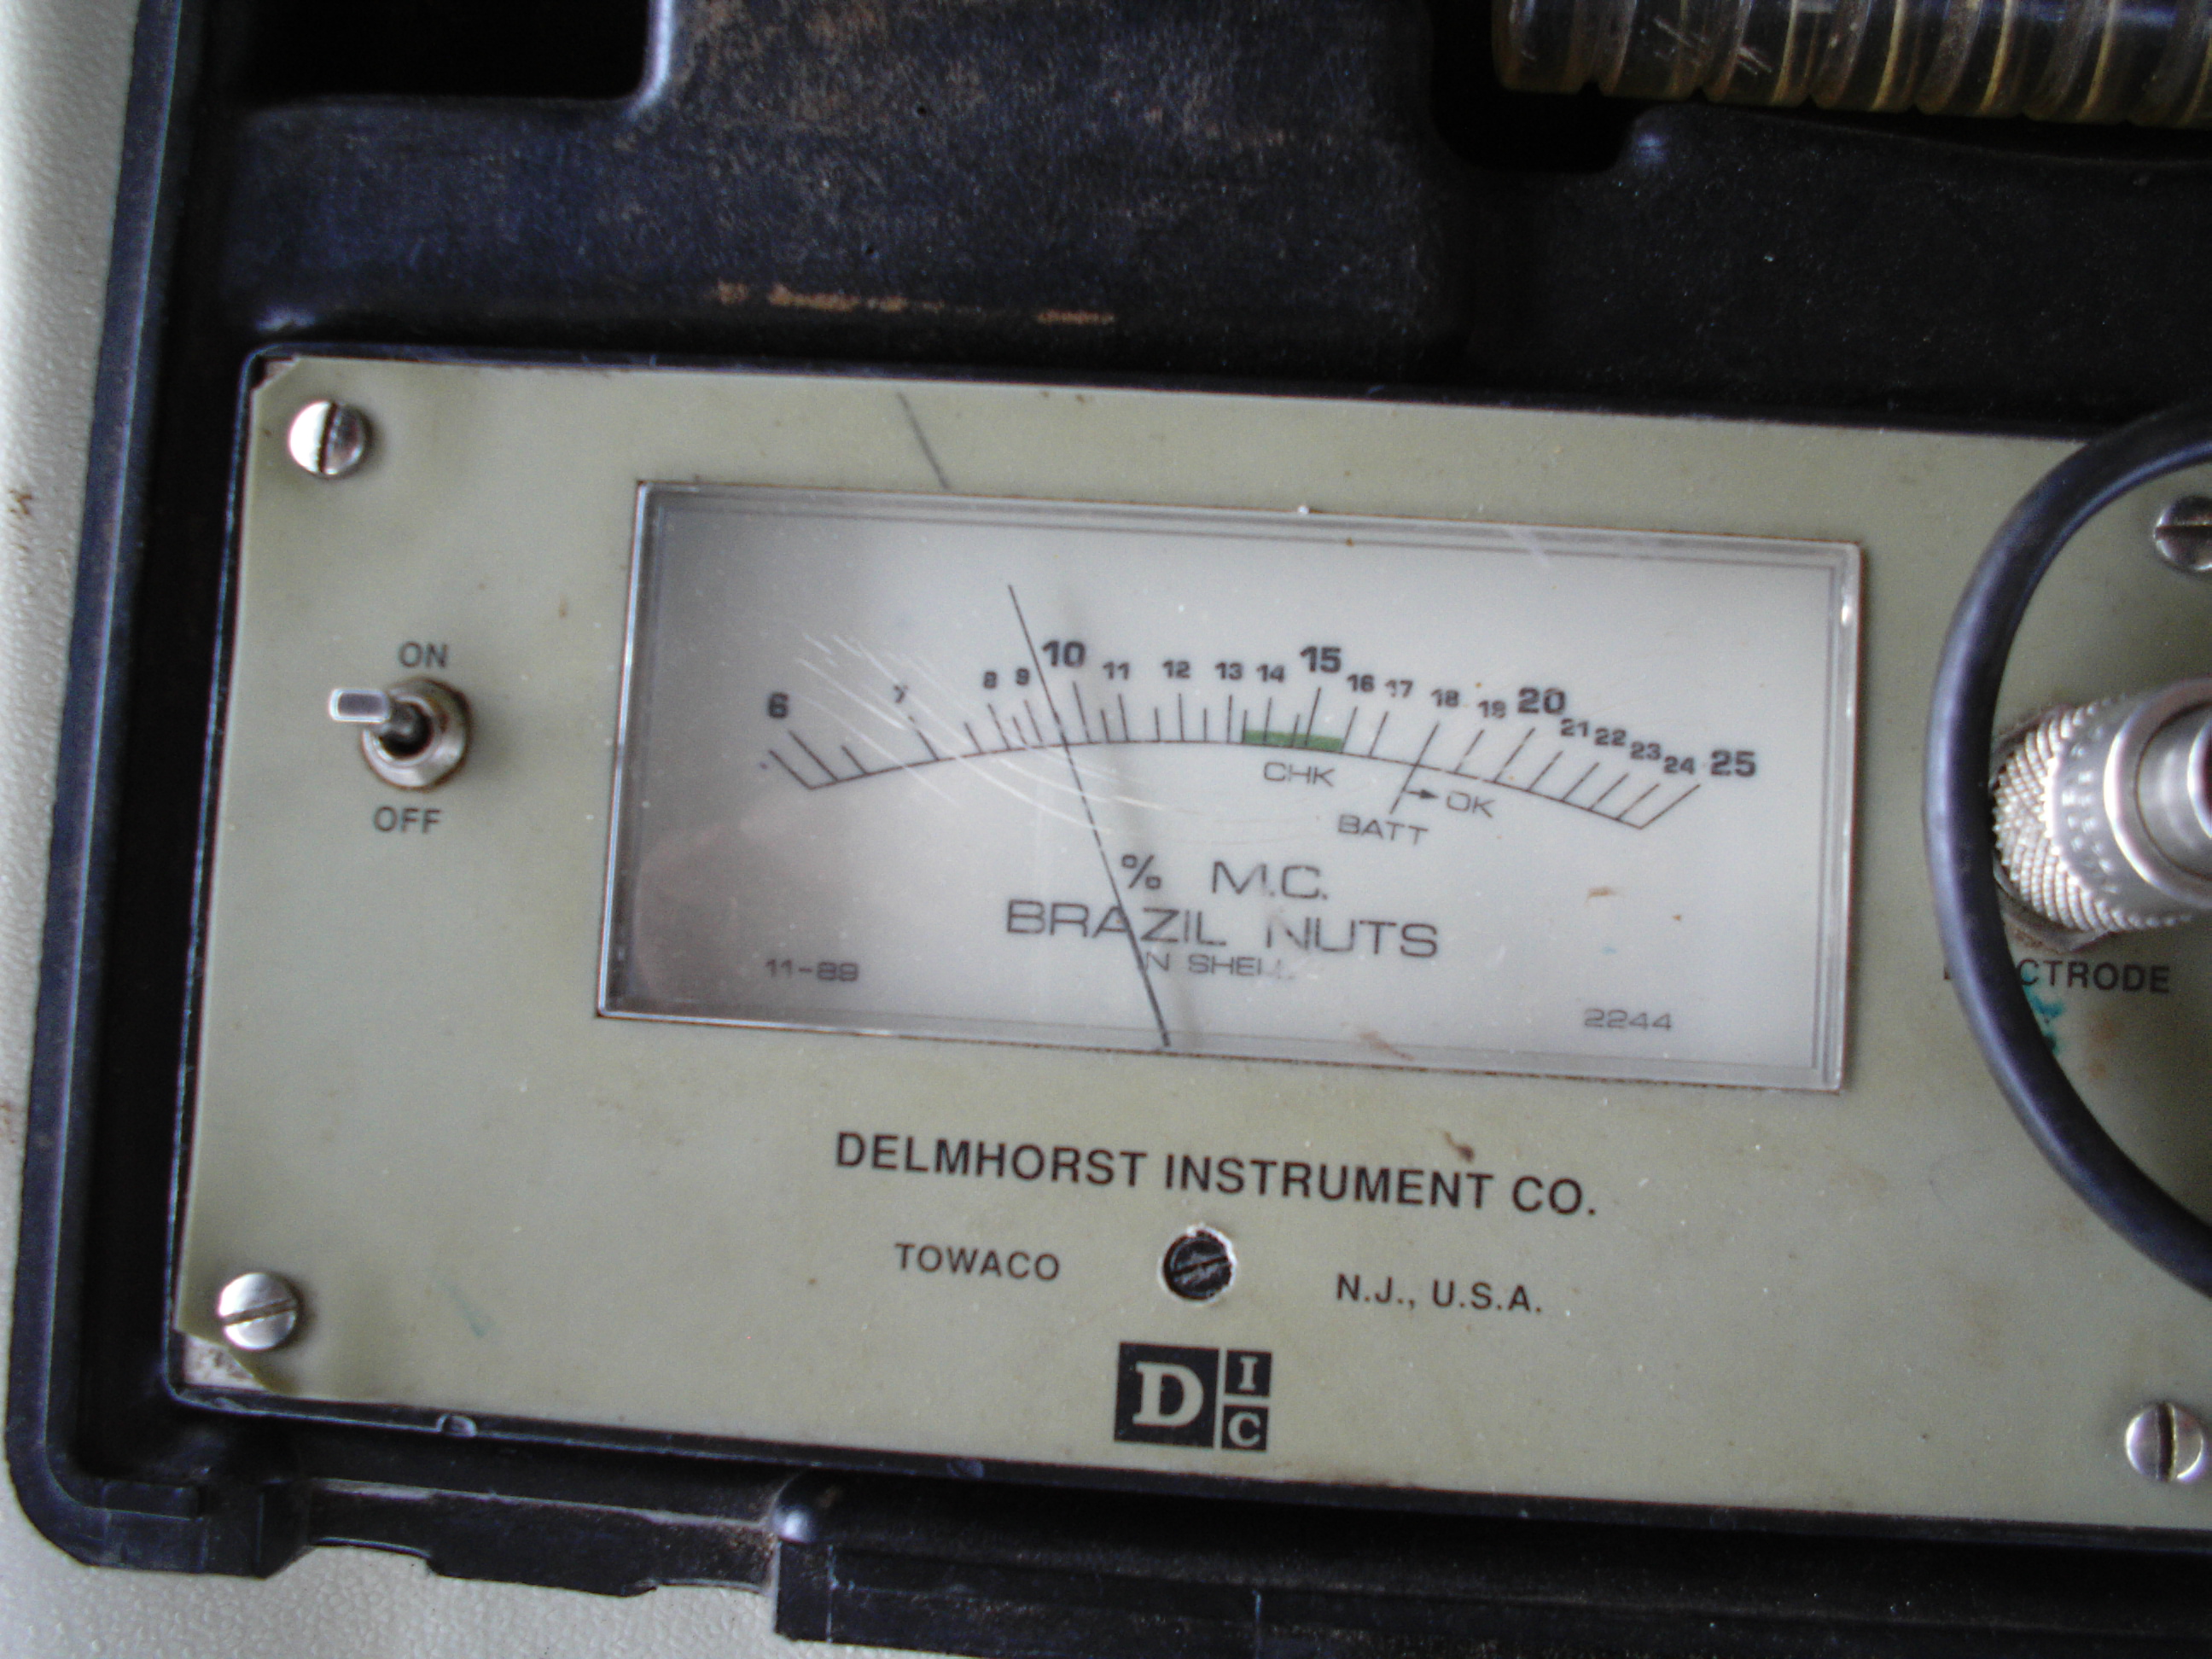 ON
OFF
6 7 8 9 10 11 12 13 14 15 16 17 18 19 20 21 22 23 24 25
CHK
BATT OK
% M.C.
BRAZIL NUTS
N SHELL
11-89
2244
DELMHORST INSTRUMENT CO.
TOWACO N.J., U.S.A.
D I C
CTRODE